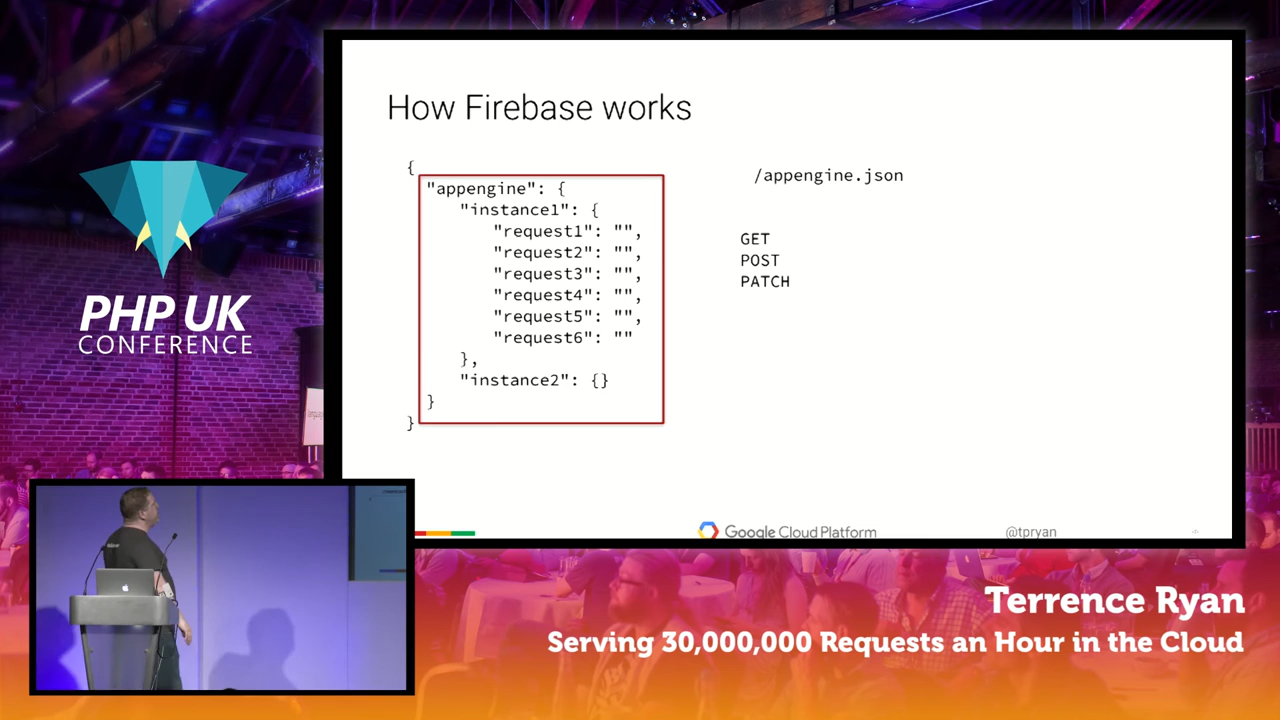 How Firebase works
{
"appengine": {
"instance1": {
"request1": "",
"request2": "",
"request3": "",
"request4": "",
"request5": "",
"request6": ""
},
"instance2": {}
}
}
/appengine.json
GET
POST
PATCH
Google Cloud Platform
@tpryan
PHP UK
CONFERENCE
Terrence Ryan
Serving 30,000,000 Requests an Hour in the Cloud